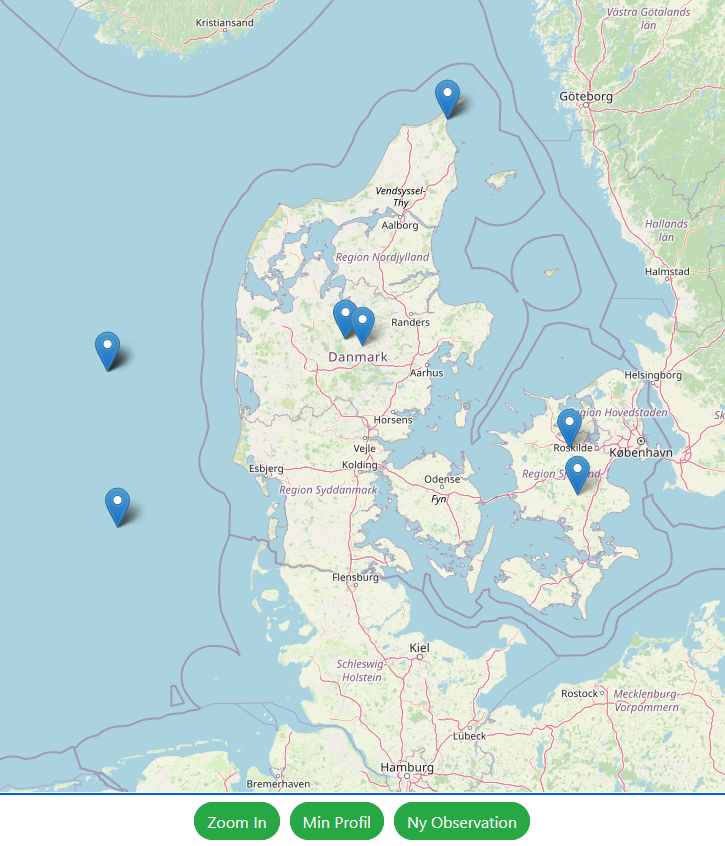 Kristiansand
Västra Götalands
län
Göteborg
Vendsyssel-
Thy
Aalborg
Hallands
län
Region Nordjylland
Halmstad
Randers
Danmark
Aarhus
Helsingborg
Region Hovedstaden
Horsens
Roskilde
København
Vejle
Kolding
Esbjerg
Odense
Region
Region Syddanmark
Fyn
Flensburg
Kiel
Schleswig-
Holstein
Rostock
Mecklenburg-
Vorpommern
Lübeck
Hamburg
Bremerhaven
Zoom In
Min Profil
Ny Observation